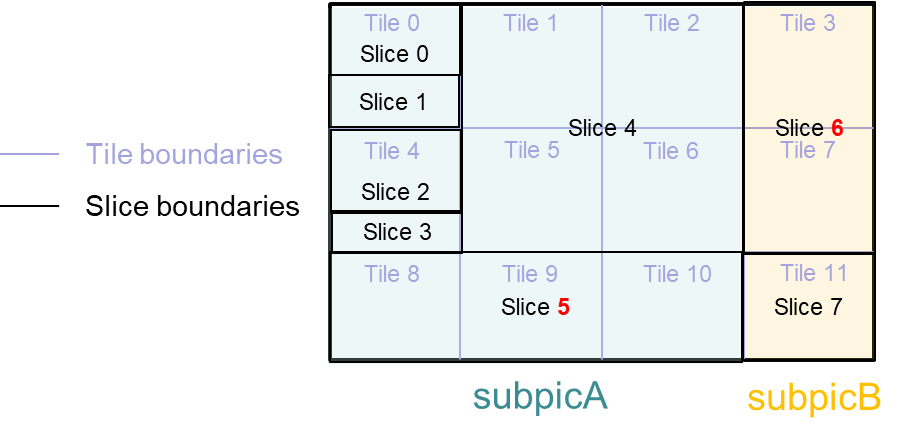 Tile 0
Tile 1
Tile 2
Tile 3
Slice 0
Slice 1
Slice 4
Slice 6
Tile boundaries
Tile 4
Tile 5
Tile 6
Tile 7
Slice 2
Slice boundaries
Slice 3
Tile 8
Tile 9
Tile 10
Tile 11
Slice 5
Slice 7
subpicA
subpicB